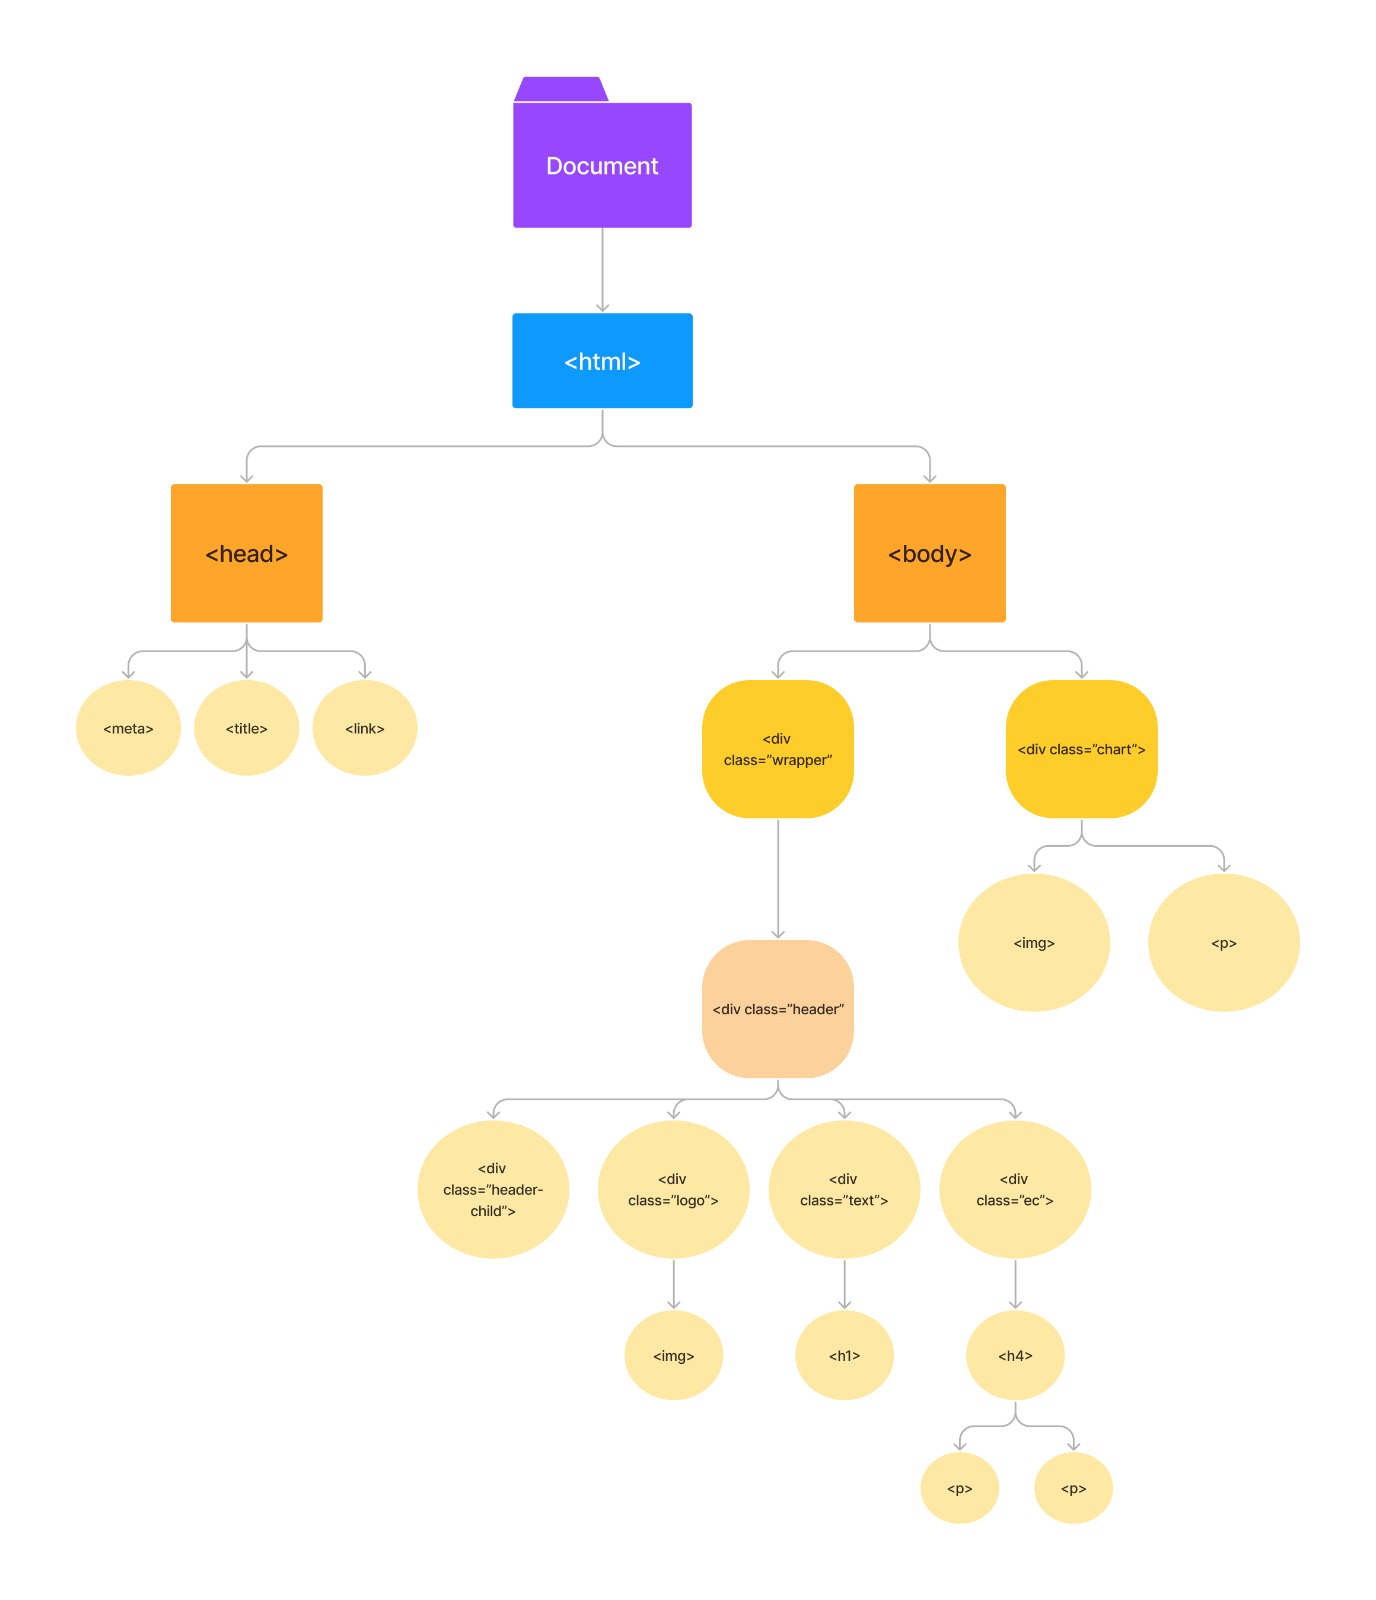 Document
<html>
<head>
<body>
<meta>
<title>
<link>
<div
class=”wrapper”
<div class=”chart”>
<img>
<p>
<div class=”header”
<div
class=”header-
child”>
<div
class=”logo”>
<div
class=”text”>
<div
class=”ec”>
<img>
<h1>
<h4>
<p>
<p>